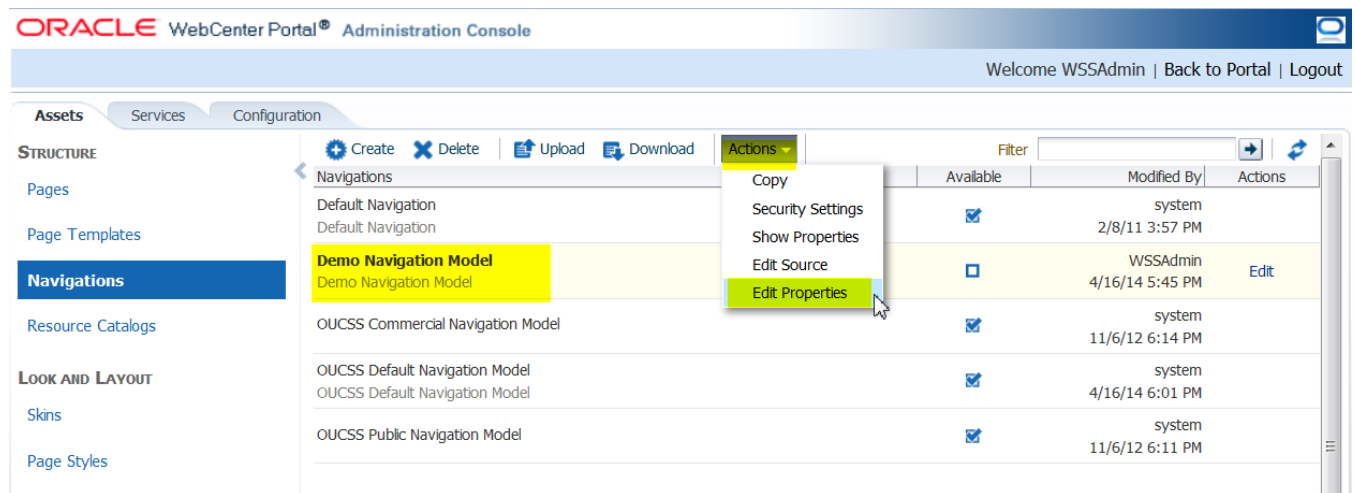 ORACLE WebCenter Portal® Administration Console
Welcome WSSAdmin | Back to Portal | Logout
Assets Services Configuration
STRUCTURE
Pages
Page Templates
Navigations
Resource Catalogs
LOOK AND LAYOUT
Skins
Page Styles
Create Delete Upload Download Actions Filter
Navigations Available Modified By Actions
Default Navigation
Default Navigation
system
2/8/11 3:57 PM
Demo Navigation Model
Demo Navigation Model
WSSAdmin
4/16/14 5:45 PM
Edit
OUCSS Commercial Navigation Model
system
11/6/12 6:14 PM
OUCSS Default Navigation Model
OUCSS Default Navigation Model
system
4/16/14 6:01 PM
OUCSS Public Navigation Model
system
11/6/12 6:11 PM
Copy
Security Settings
Show Properties
Edit Source
Edit Properties